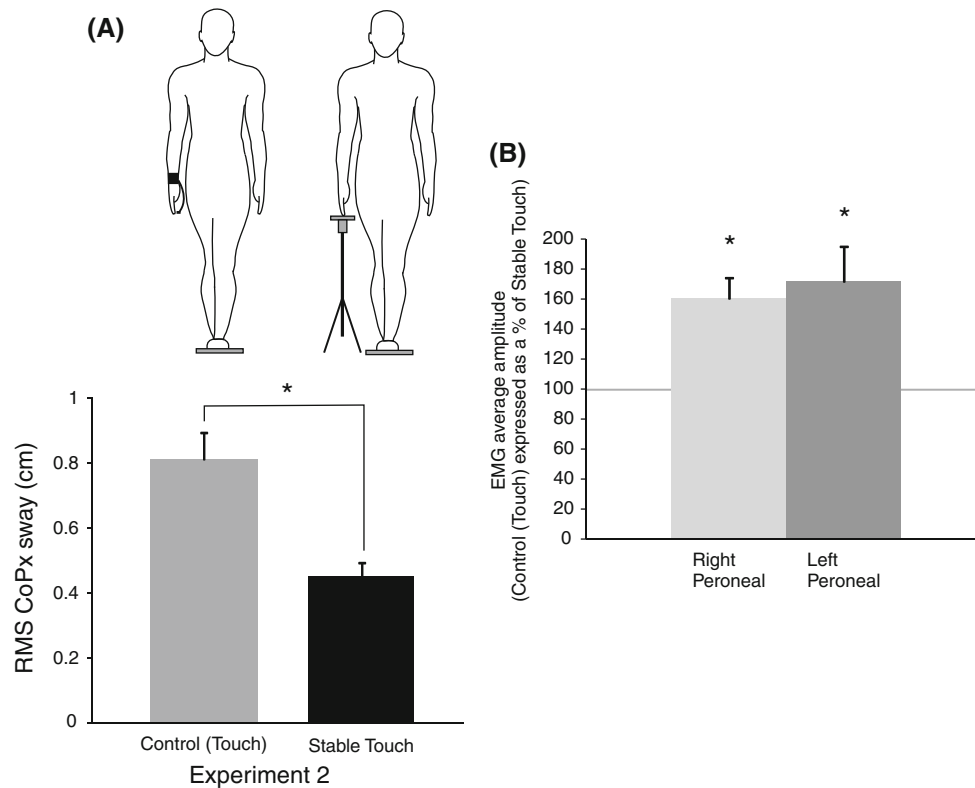 (A)
RMS CoPx sway (cm)
1
0.8
0.6
0.4
0.2
0
*
Control (Touch)
Stable Touch
Experiment 2
(B)
EMG average amplitude
(Control (Touch) expressed as a % of Stable Touch)
200
180
160
140
120
100
80
60
40
20
0
*
*
Right
Peroneal
Left
Peroneal